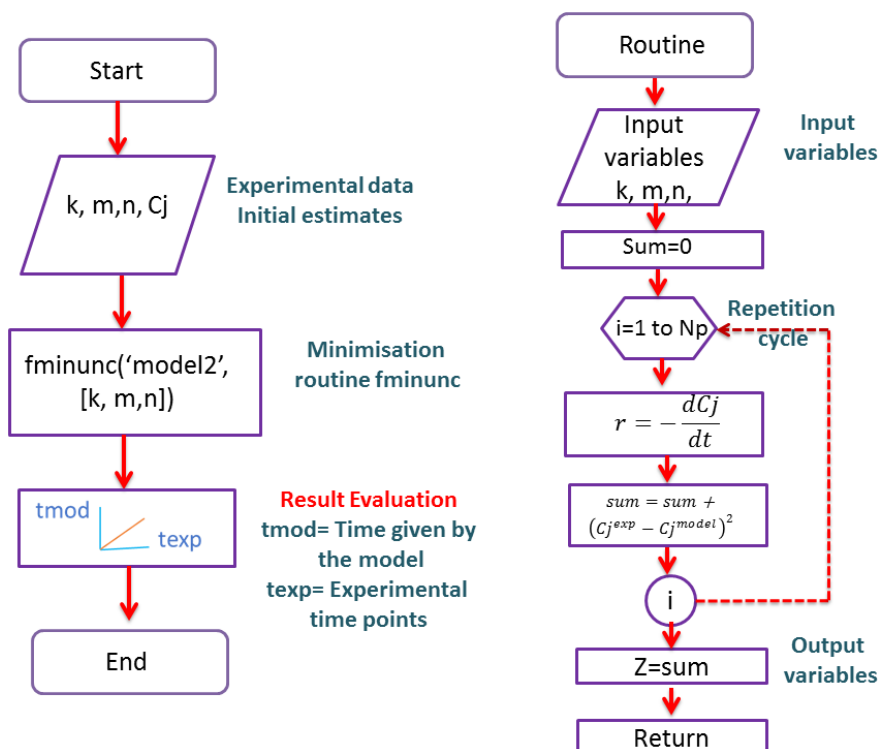 Start
k, m,n, Cj
Experimental data
Initial estimates
fminunc(‘model2’,
[k, m,n])
Minimisation
routine fminunc
tmod
texp
Result Evaluation
tmod= Time given by
the model
texp= Experimental
time points
End
Routine
Input
variables
k, m,n,
Input
variables
Sum=0
i=1 to Np
Repetition
cycle
r = − dCj/dt
sum = sum +
(Cj^exp − Cj^model)^2
i
Z=sum
Output
variables
Return